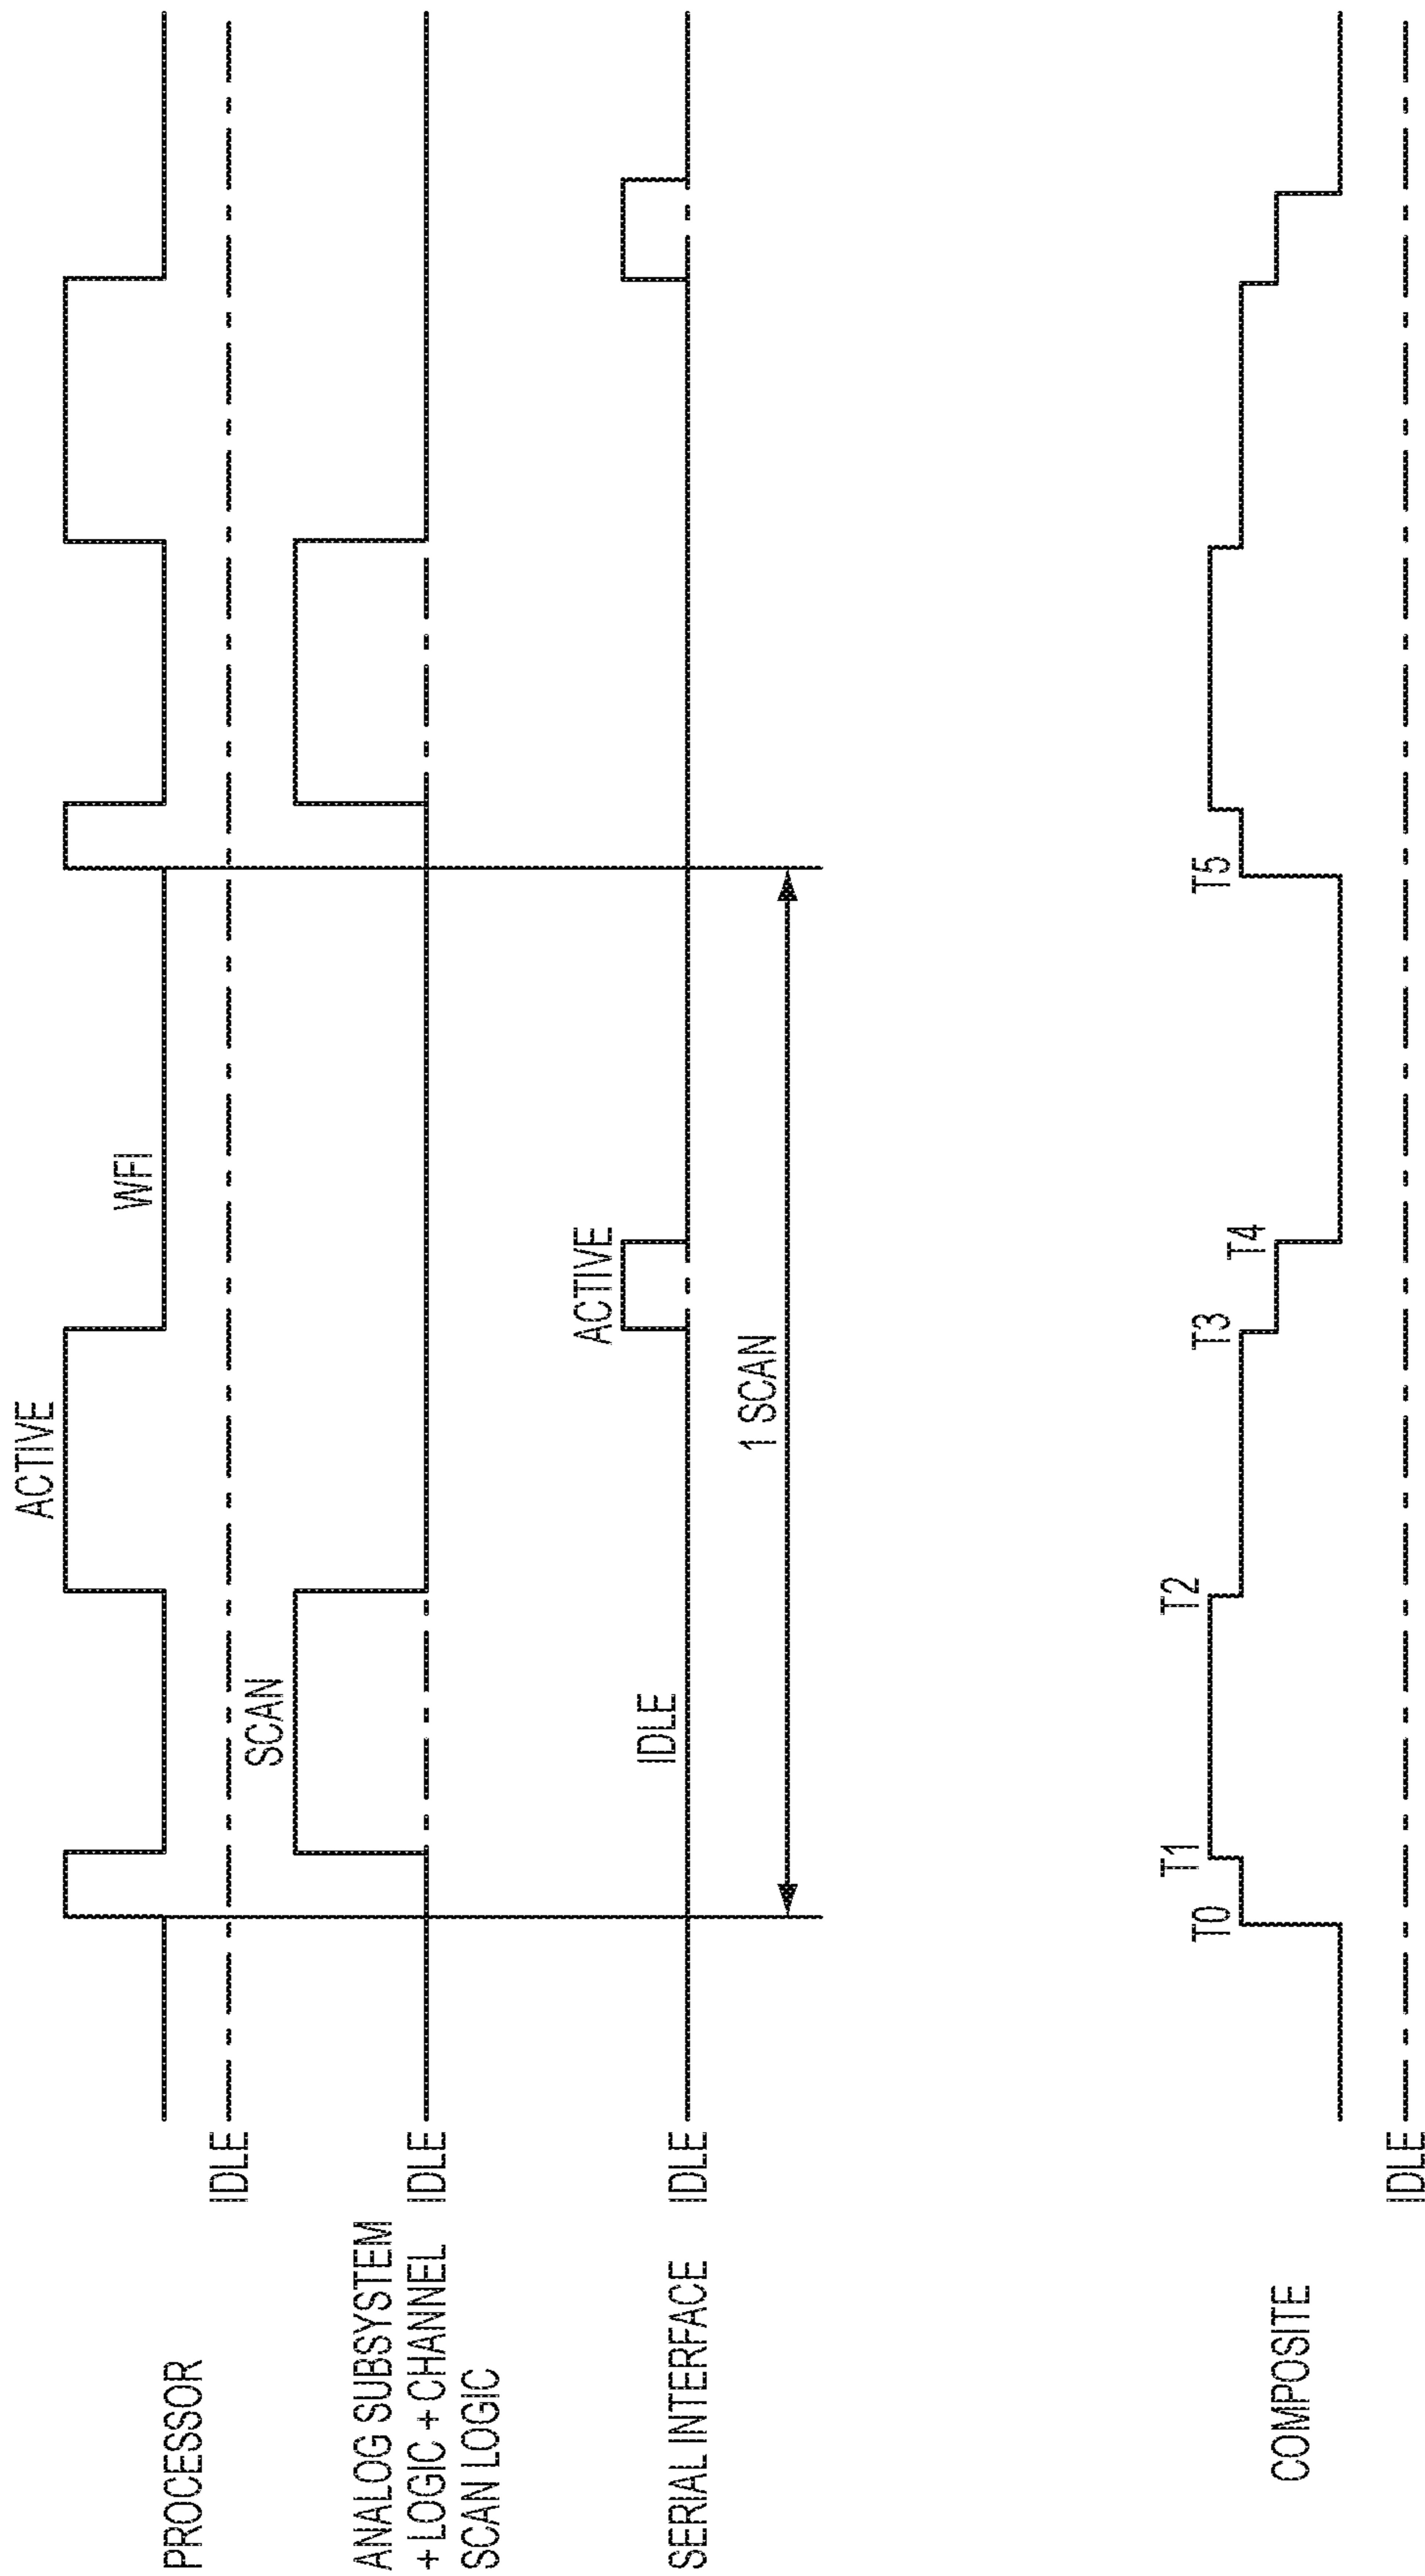 ACTIVE
WFI
PROCESSOR
IDLE
SCAN
ANALOG SUBSYSTEM
+ LOGIC + CHANNEL
SCAN LOGIC
IDLE
ACTIVE
IDLE
SERIAL INTERFACE
IDLE
1 SCAN
T0
T1
T2
T3
T4
T5
COMPOSITE
IDLE